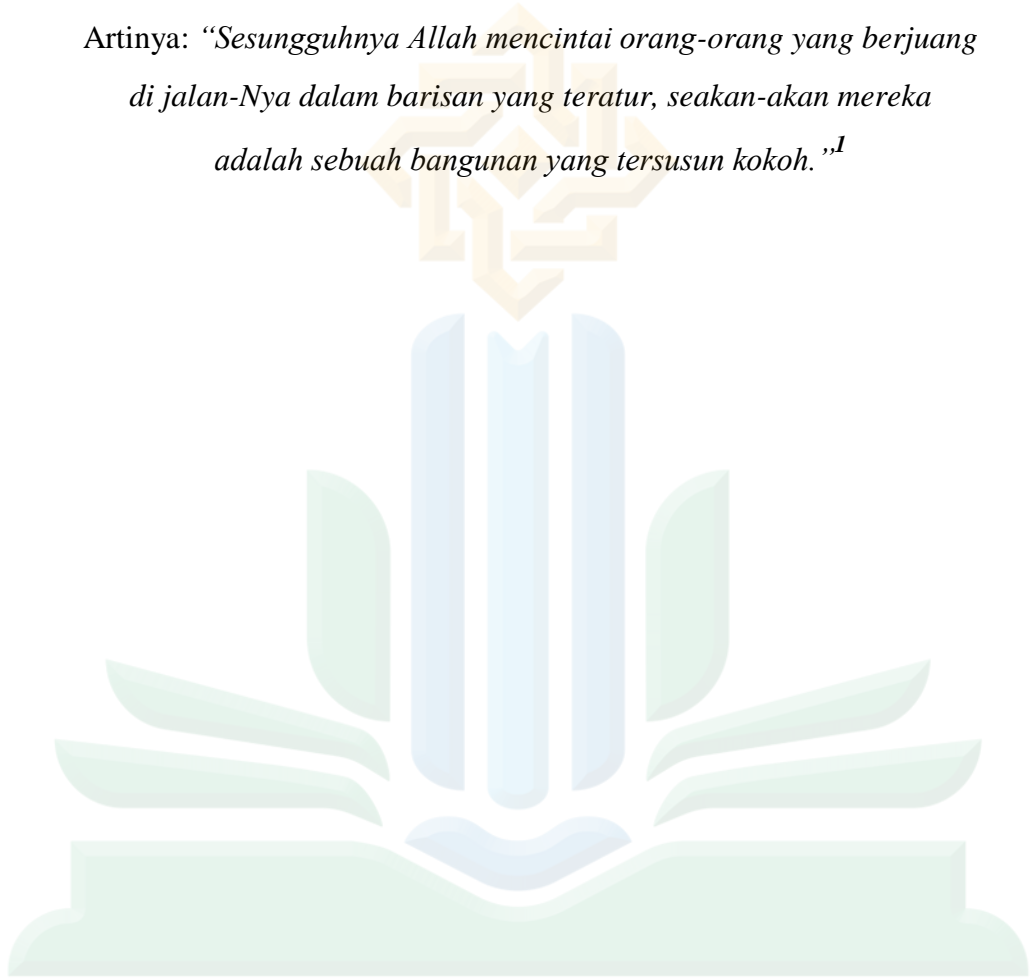 Artinya: “Sesungguhnya Allah mencintai orang-orang yang berjuang
di jalan-Nya dalam barisan yang teratur, seakan-akan mereka
adalah sebuah bangunan yang tersusun kokoh.”1